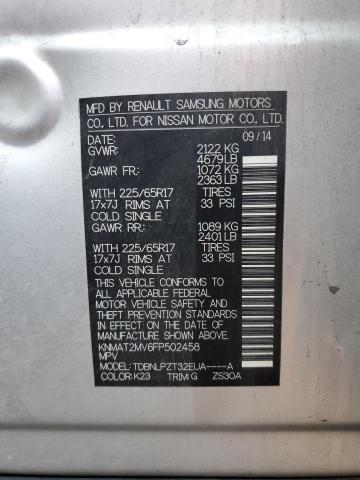 MFD BY RENAULT SAMSUNG MOTORS
CO., LTD. FOR NISSAN MOTOR CO., LTD.
DATE: 09/14
GVWR: 2122 KG
4679LB
GAWR FR: 1072 KG
2363LB
WITH 225/65R17 TIRES
17x7J RIMS AT 33 PSI
COLD SINGLE
GAWR RR: 1089 KG
2401LB
WITH 225/65R17 TIRES
17x7J RIMS AT 33 PSI
COLD SINGLE
THIS VEHICLE CONFORMS TO
ALL APPLICABLE FEDERAL
MOTOR VEHICLE SAFETY AND
THEFT PREVENTION STANDARDS
IN EFFECT ON THE DATE OF
MANUFACTURE SHOWN ABOVE.
KNMAT2MV6FP502458
MPV
MODEL: TDBNLPZT32EUA----A
COLOR:K23 TRIM:G ZS30A